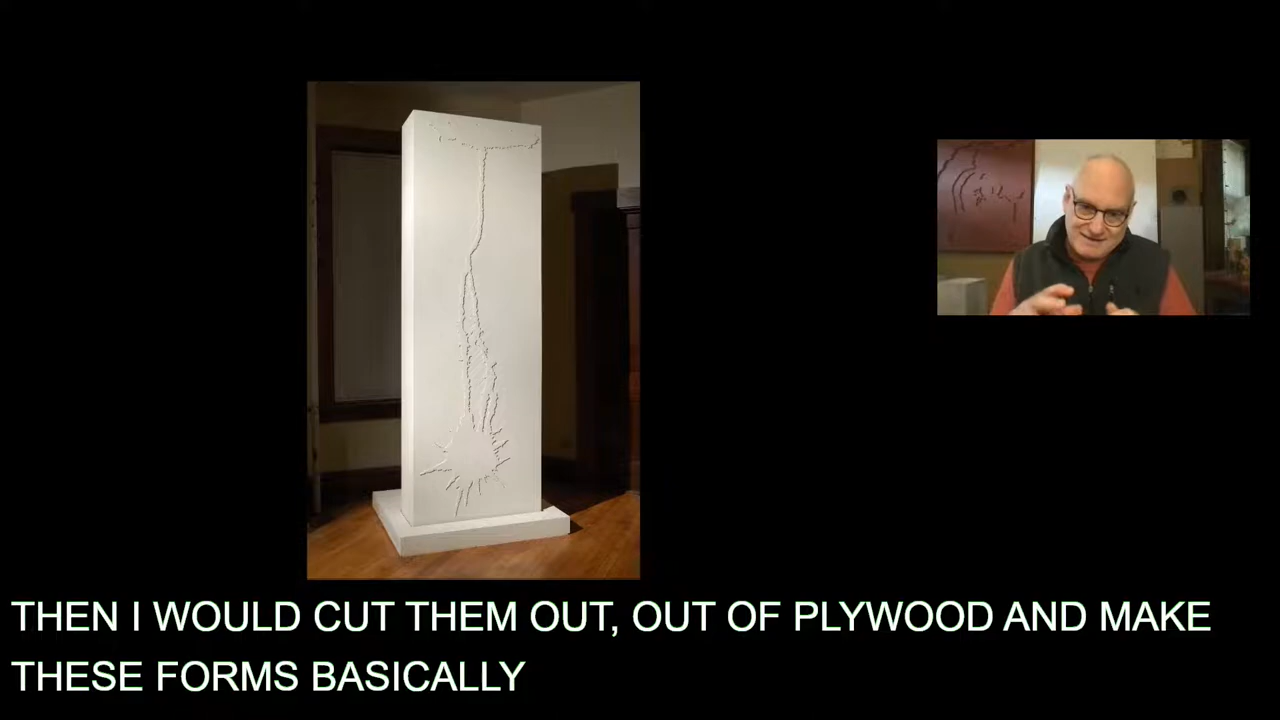 THEN I WOULD CUT THEM OUT, OUT OF PLYWOOD AND MAKE
THESE FORMS BASICALLY